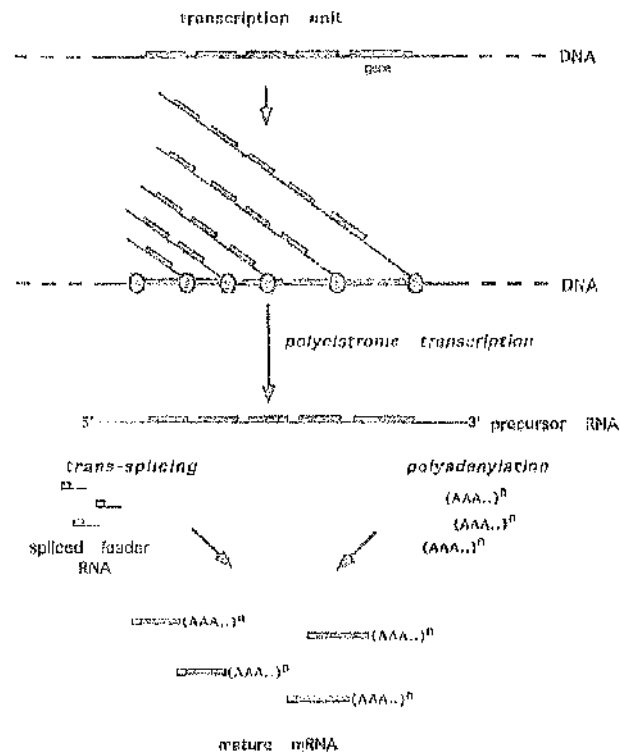 transcription unit
DNA
gene
DNA
polycistronic transcription
5'
3' precursor RNA
trans-splicing
polyadenylation
(AAA..)n
(AAA..)n
(AAA..)n
spliced leader
RNA
(AAA..)n
(AAA..)n
(AAA..)n
(AAA..)n
mature mRNA